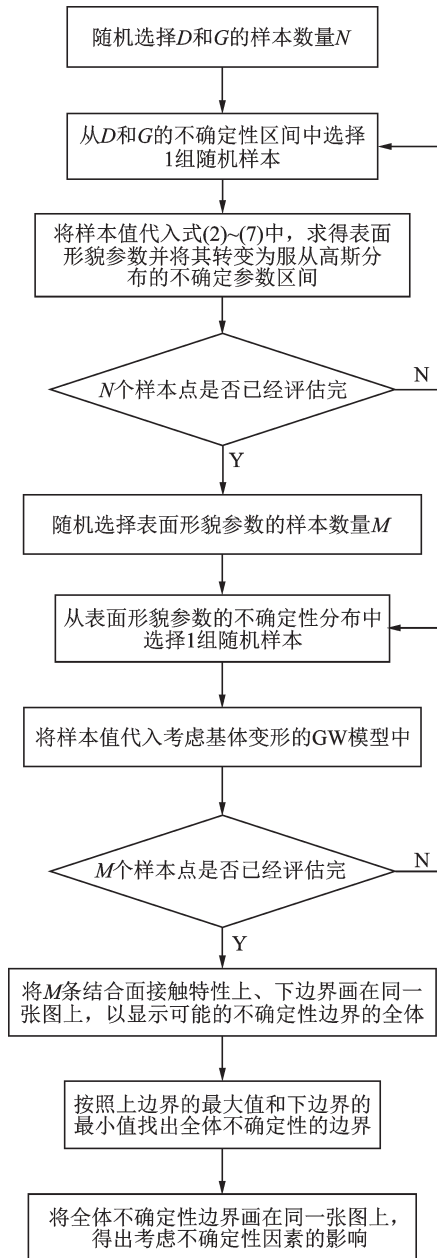 随机选择D和G的样本数量N
从D和G的不确定性区间中选择
1组随机样本
将样本值代入式(2)~(7)中，求得表面
形貌参数并将其转变为服从高斯分
布的不确定参数区间
N个样本点是否已经评估完
N
Y
随机选择表面形貌参数的样本数量M
从表面形貌参数的不确定性分布中
选择1组随机样本
将样本值代入考虑基体变形的GW模型中
M个样本点是否已经评估完
N
Y
将M条结合面接触特性上、下边界画在同一
张图上，以显示可能的不确定性边界的全体
按照上边界的最大值和下边界的
最小值找出全体不确定性的边界
将全体不确定性边界画在同一张图上，
得出考虑不确定性因素的影响